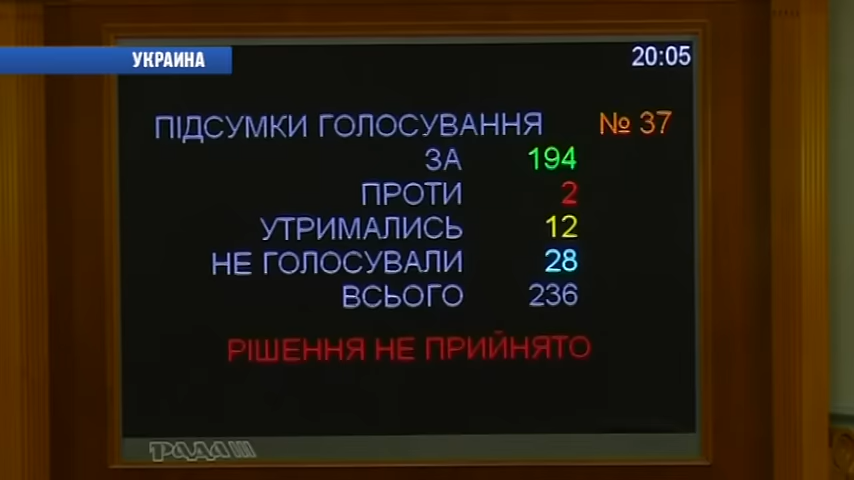 УКРАИНА
20:05
ПІДСУМКИ ГОЛОСУВАННЯ № 37
ЗА 194
ПРОТИ 2
УТРИМАЛИСЬ 12
НЕ ГОЛОСУВАЛИ 28
ВСЬОГО 236
РІШЕННЯ НЕ ПРИЙНЯТО
РАДА